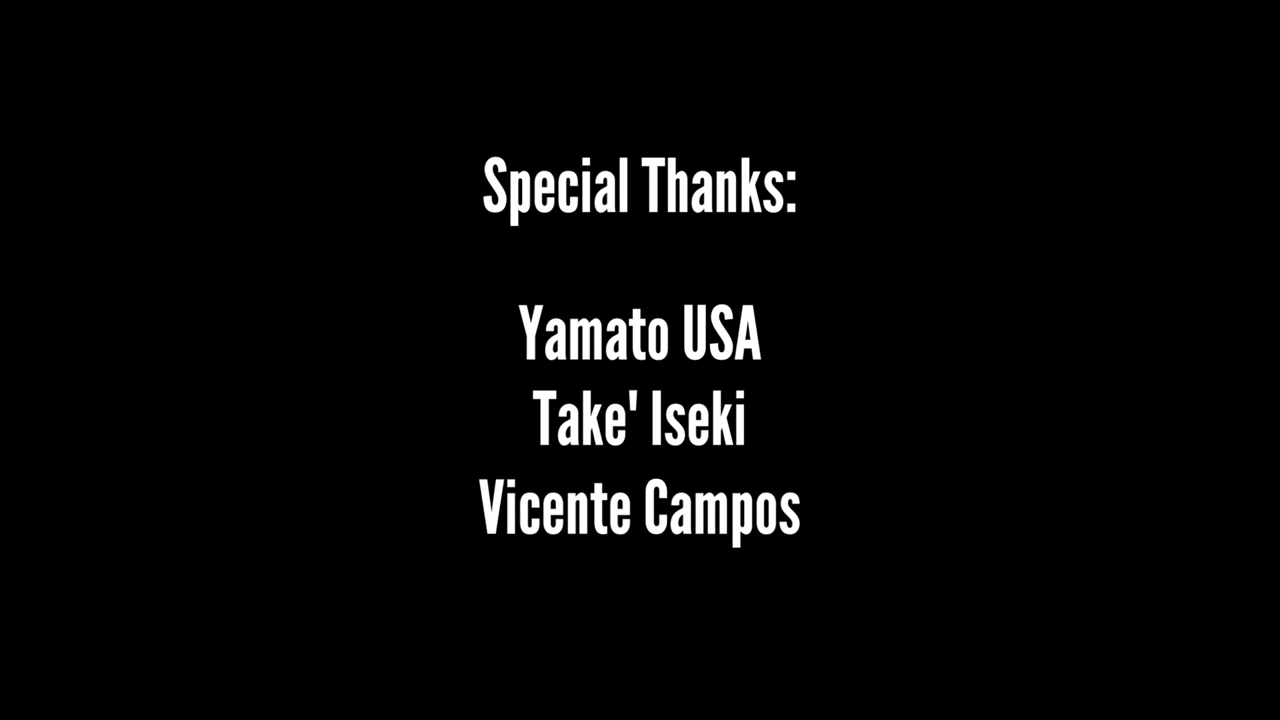 Special Thanks:
Yamato USA
Take' Iseki
Vicente Campos